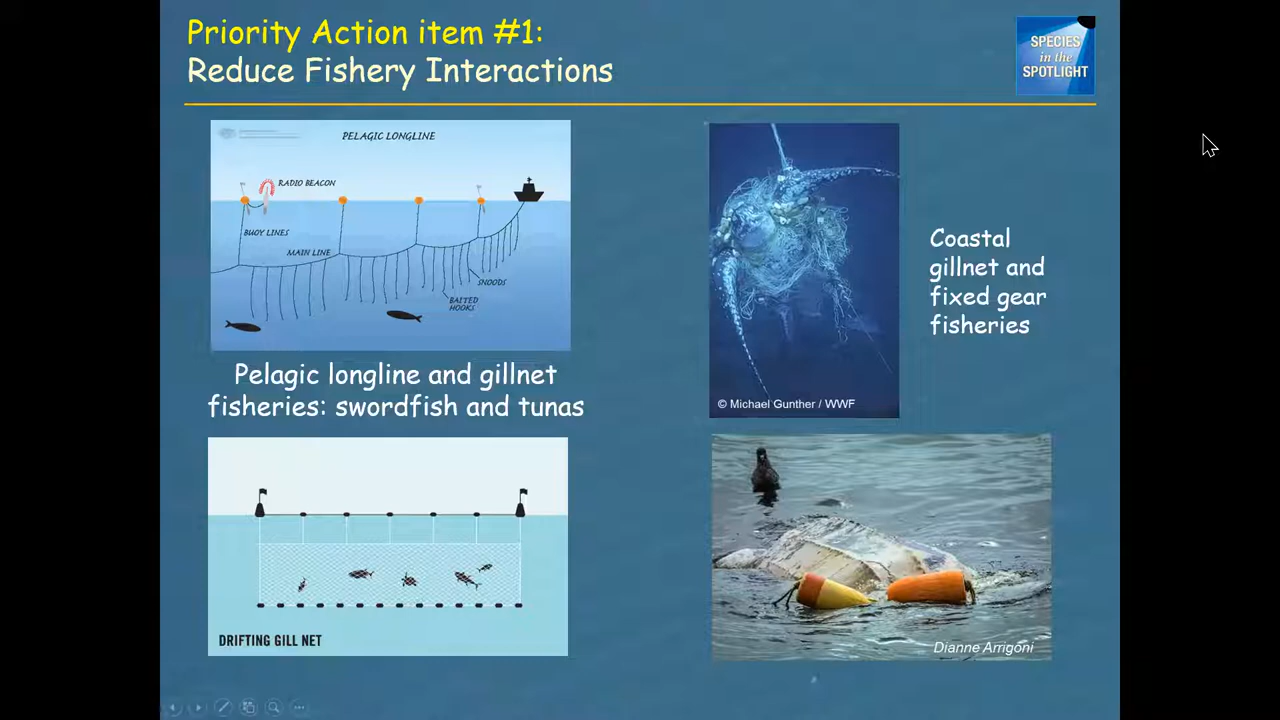 Priority Action item #1:
Reduce Fishery Interactions
SPECIES
in the
SPOTLIGHT
PELAGIC LONGLINE
RADIO BEACON
BUOY LINES
MAIN LINE
SNOODS
BAITED
HOOKS
Pelagic longline and gillnet
fisheries: swordfish and tunas
DRIFTING GILL NET
© Michael Gunther / WWF
Coastal
gillnet and
fixed gear
fisheries
Dianne Arrigoni